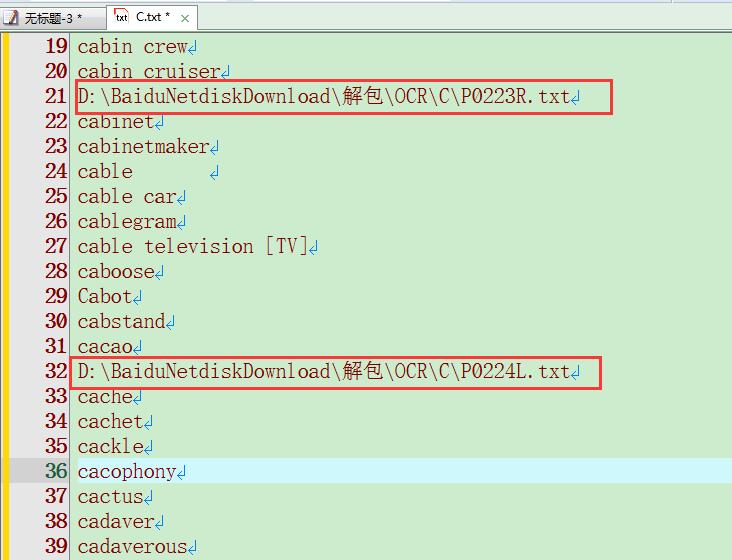 无标题-3 * C.txt *
19 cabin crew
20 cabin cruiser
21 D:\BaiduNetdiskDownload\解包\OCR\C\P0223R.txt
22 cabinet
23 cabinetmaker
24 cable
25 cable car
26 cablegram
27 cable television [TV]
28 caboose
29 Cabot
30 cabstand
31 cacao
32 D:\BaiduNetdiskDownload\解包\OCR\C\P0224L.txt
33 cache
34 cachet
35 cackle
36 cacophony
37 cactus
38 cadaver
39 cadaverous